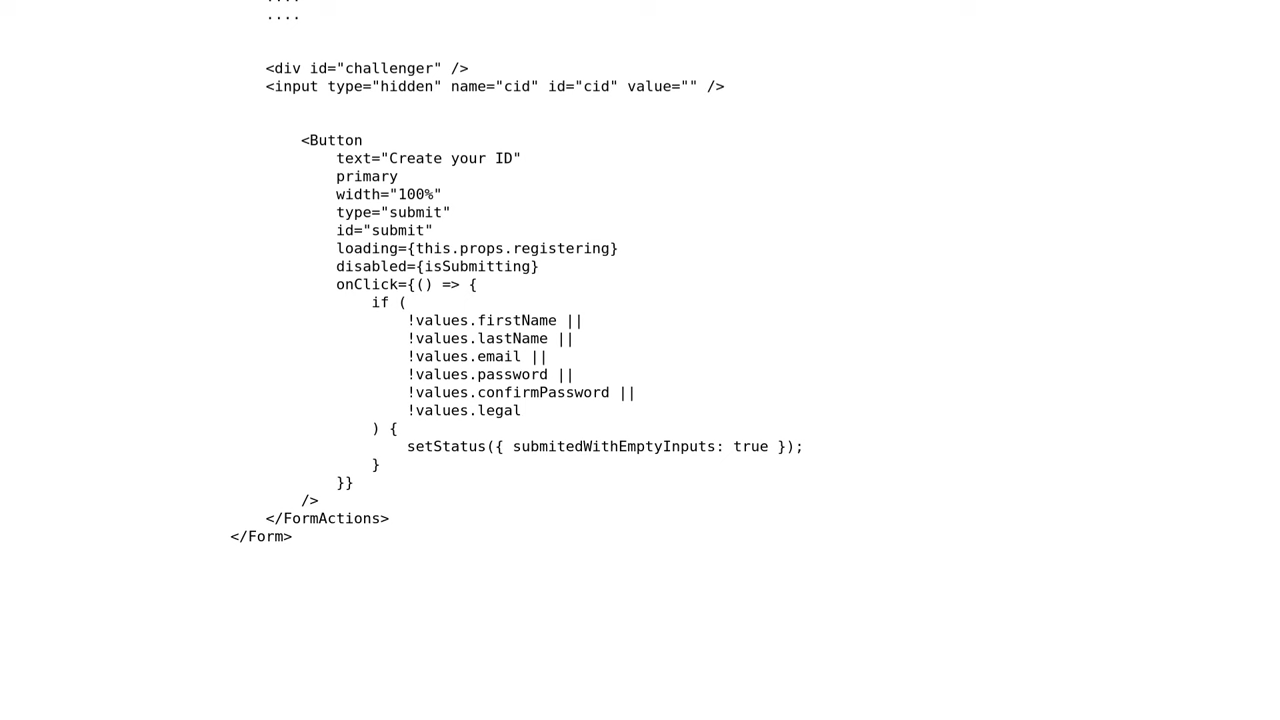 ....
....
<div id="challenger" />
<input type="hidden" name="cid" id="cid" value="" />
<Button
text="Create your ID"
primary
width="100%"
type="submit"
id="submit"
loading={this.props.registering}
disabled={isSubmitting}
onClick={() => {
if (
!values.firstName ||
!values.lastName ||
!values.email ||
!values.password ||
!values.confirmPassword ||
!values.legal
) {
setStatus({ submitedWithEmptyInputs: true });
}
}}
/>
</FormActions>
</Form>